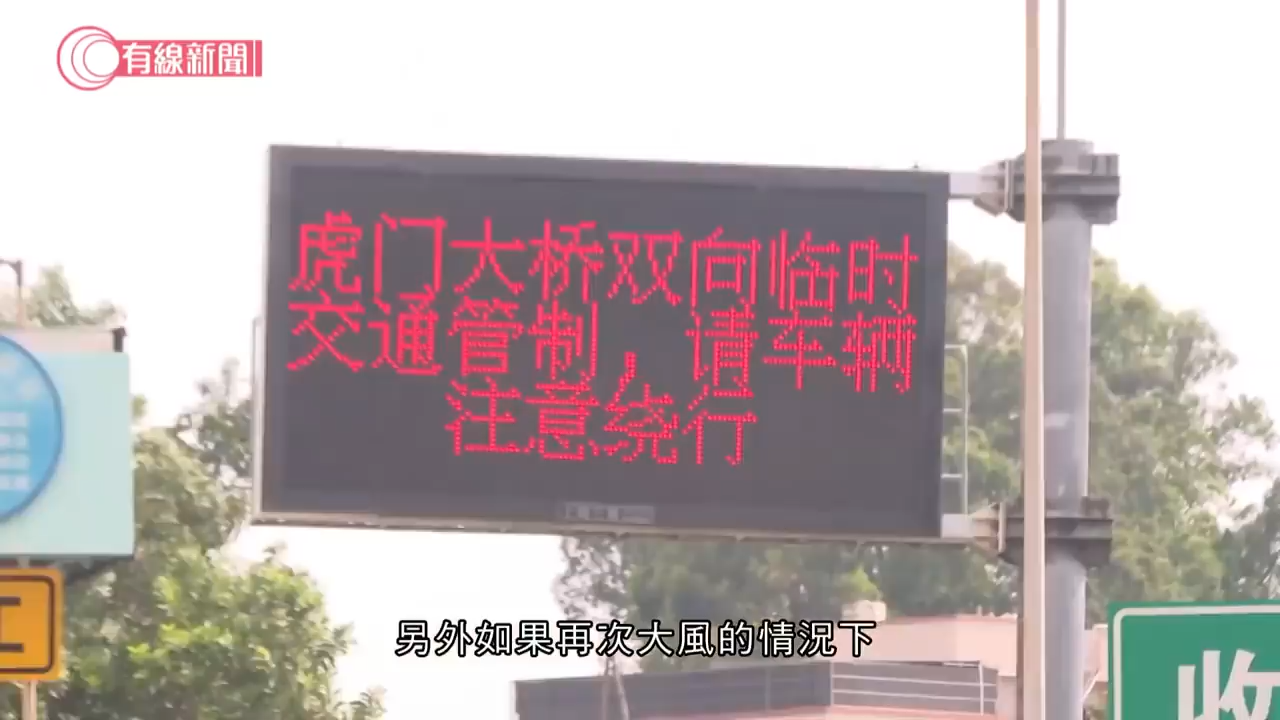 有線新聞
虎门大桥双向临时
交通管制，请车辆
注意绕行
另外如果再次大風的情況下
收